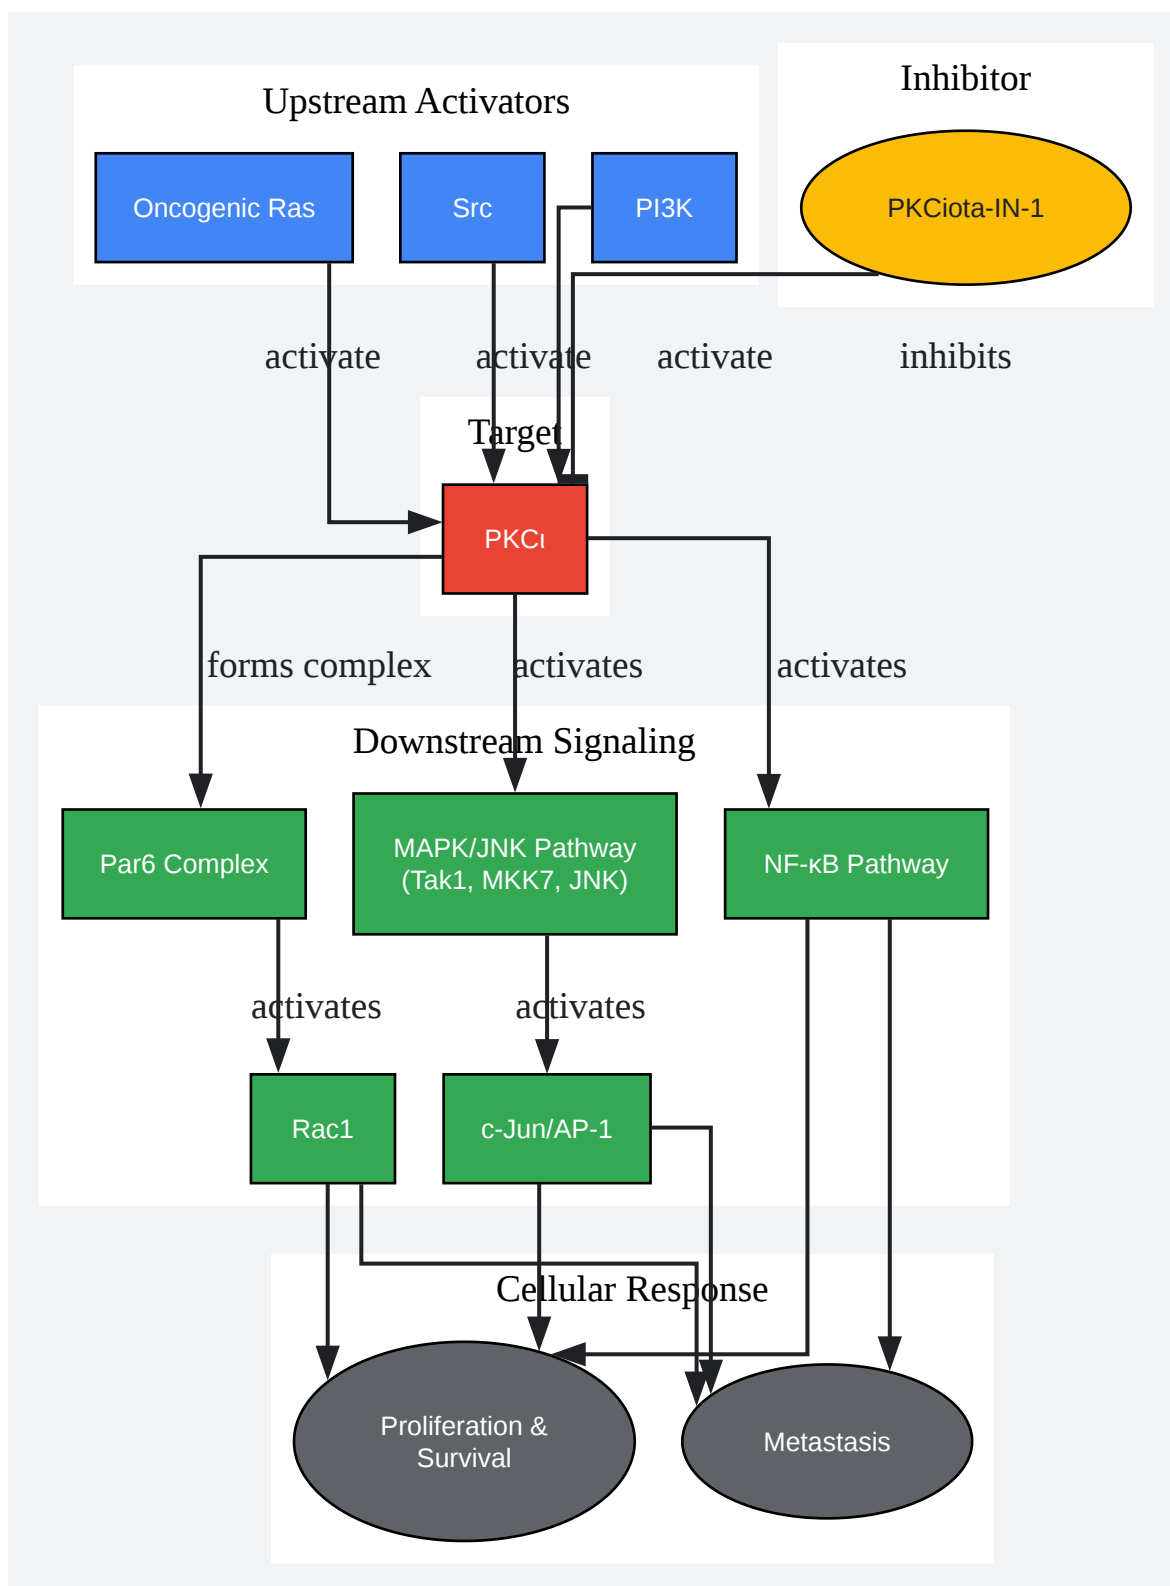 Upstream Activators
Inhibitor
Oncogenic Ras
Src
PI3K
PKCiota-IN-1
activate
activate
activate
inhibits
Target
PKCι
forms complex
activates
activates
Downstream Signaling
Par6 Complex
MAPK/JNK Pathway
(Tak1, MKK7, JNK)
NF-κB Pathway
activates
activates
Rac1
c-Jun/AP-1
Cellular Response
Proliferation &
Survival
Metastasis